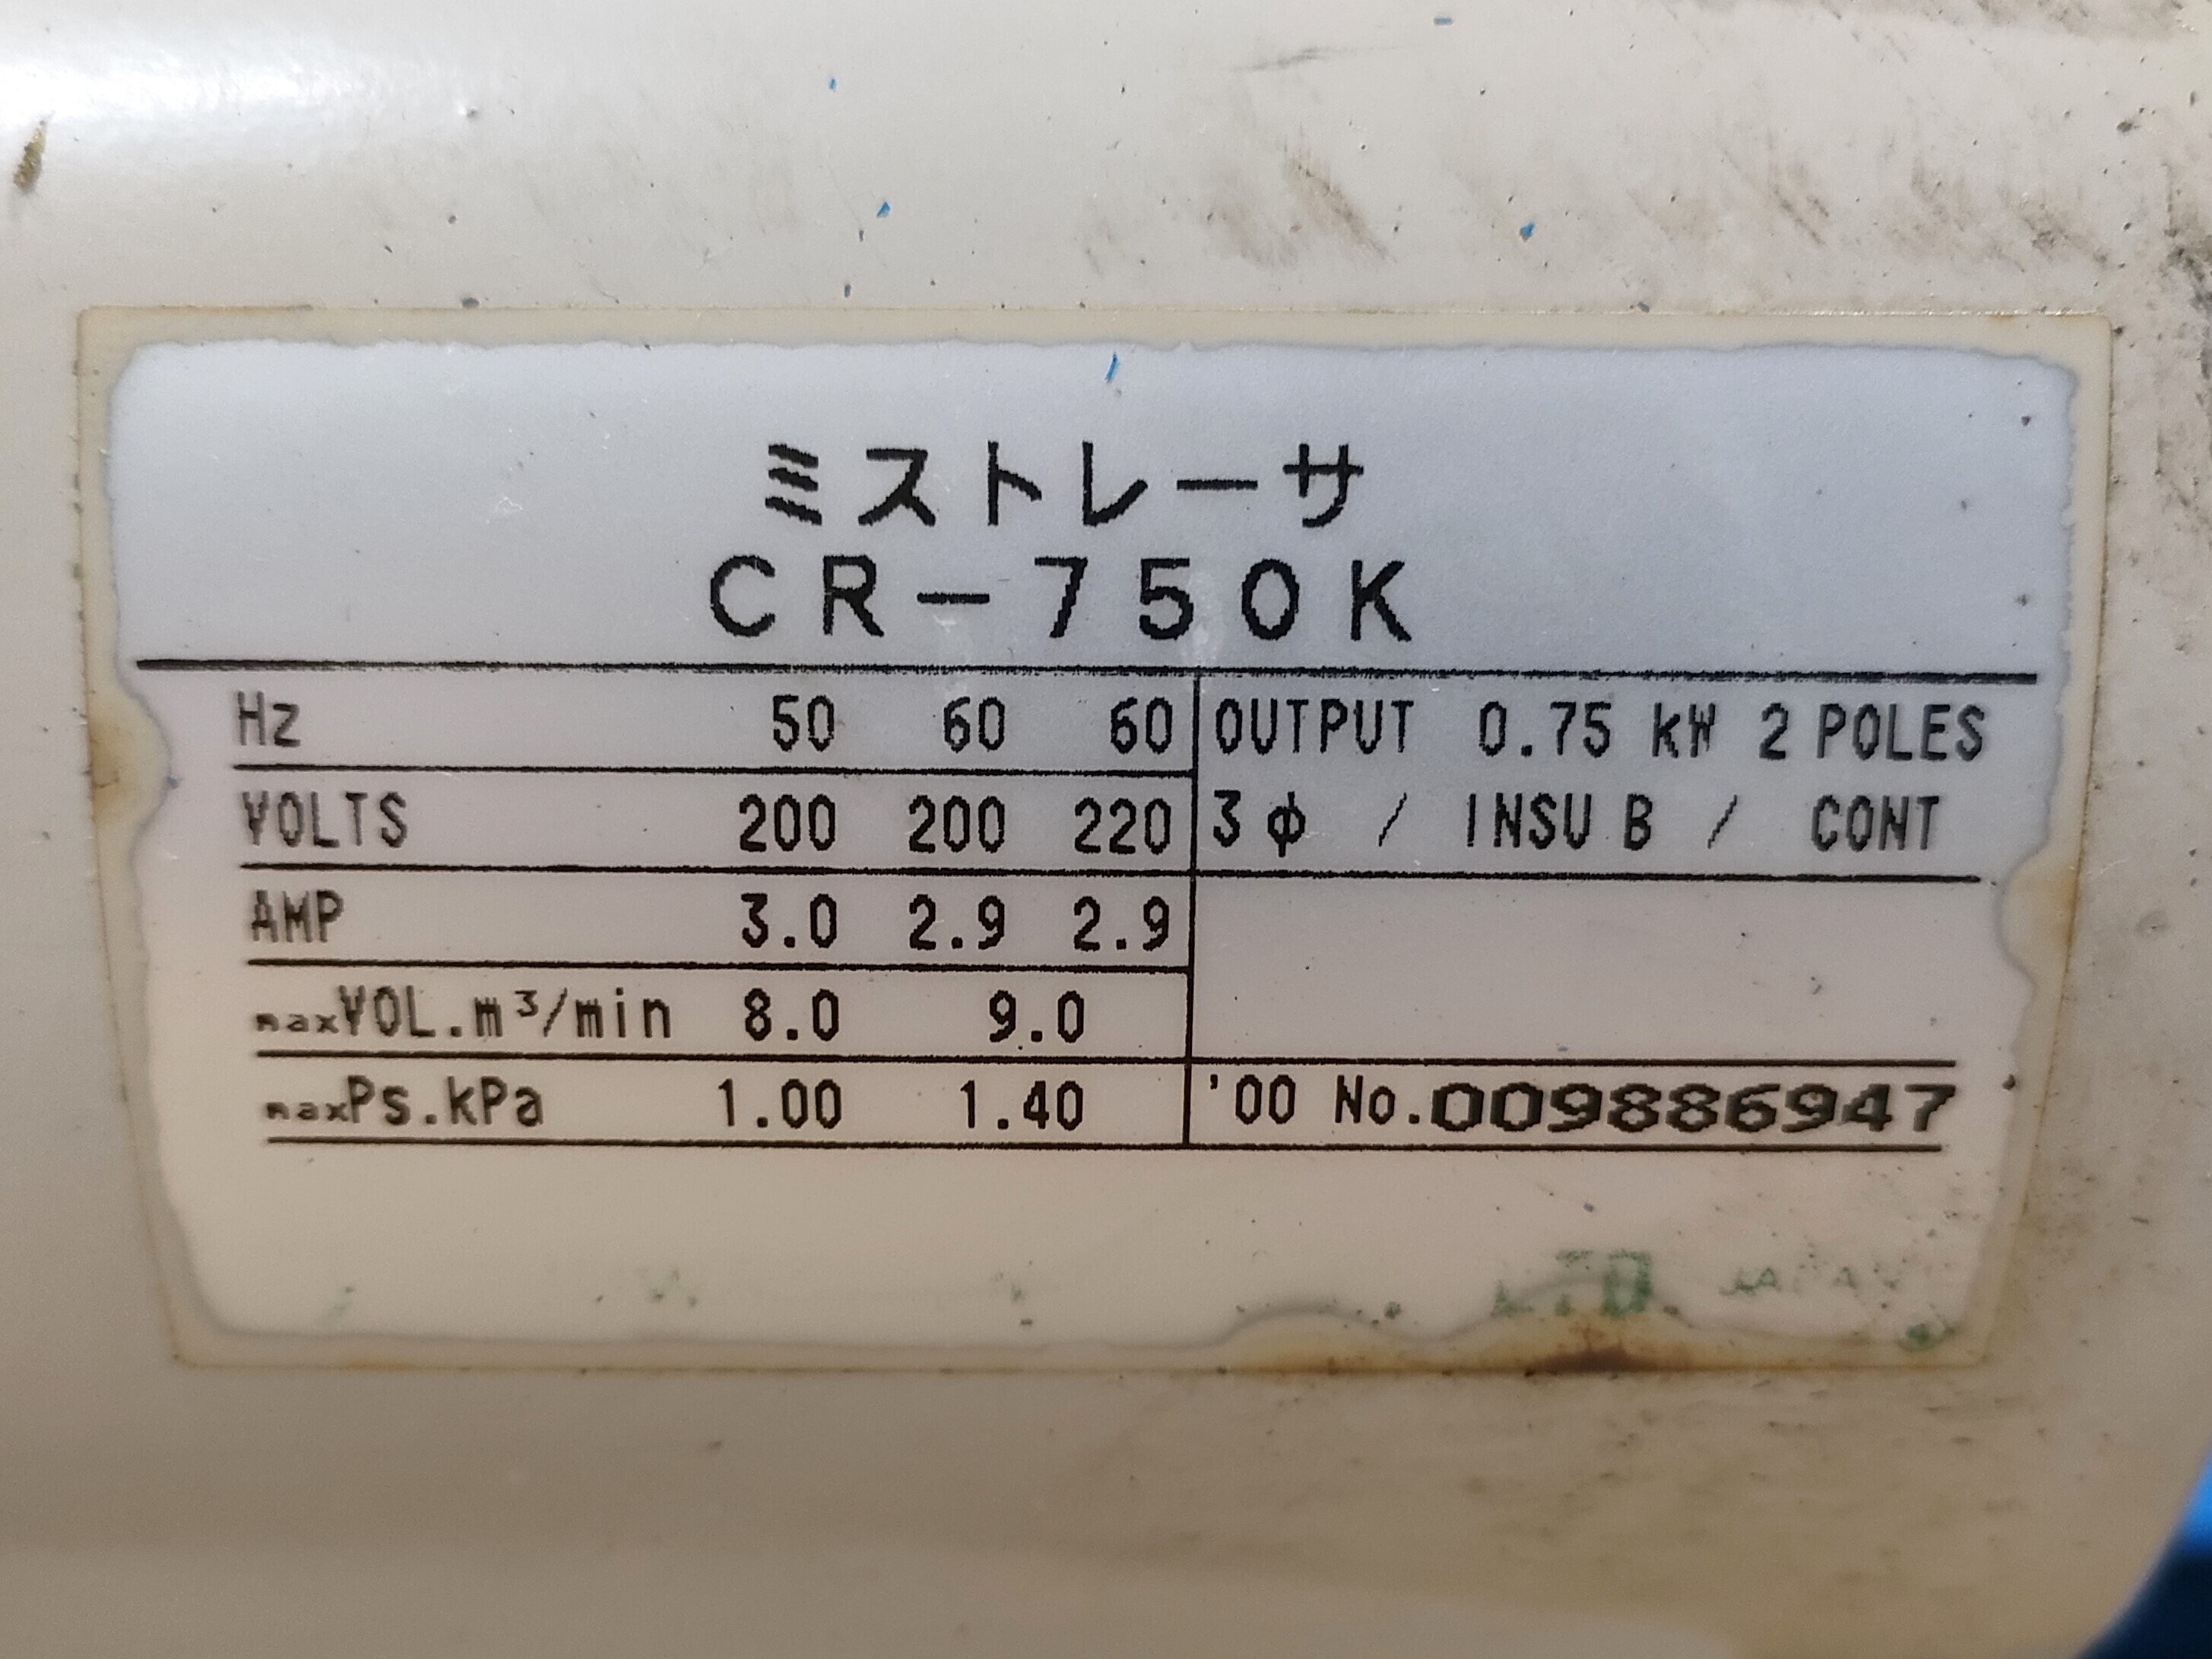 ミストレーサ
CR-750K
Hz 50 60 60 OUTPUT 0.75 kW 2 POLES
VOLTS 200 200 220 3φ / INSU B / CONT
AMP 3.0 2.9 2.9
maxVOL.m³/min 8.0 9.0
maxPs.kPa 1.00 1.40 '00 No.009886947